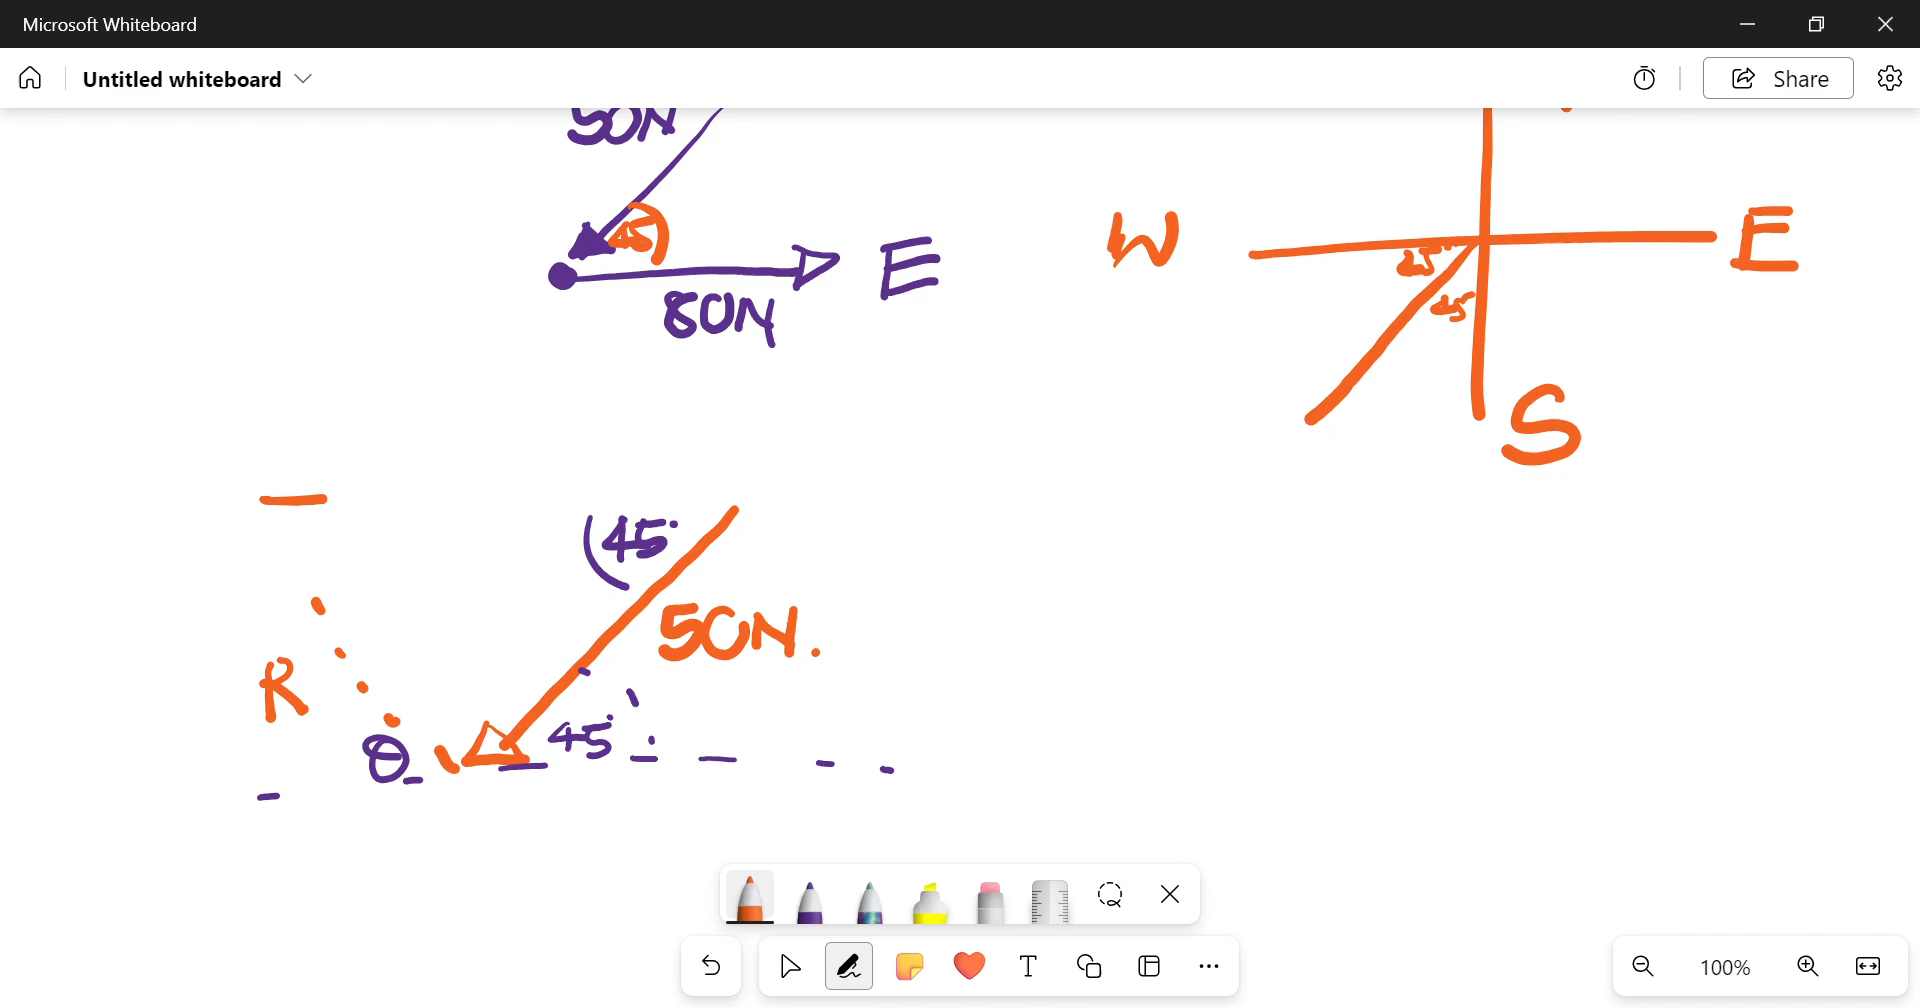 Microsoft Whiteboard
Untitled whiteboard
Share
50N
45
E
80N
W
E
45
45
S
45°
50N.
R
45°
θ
100%